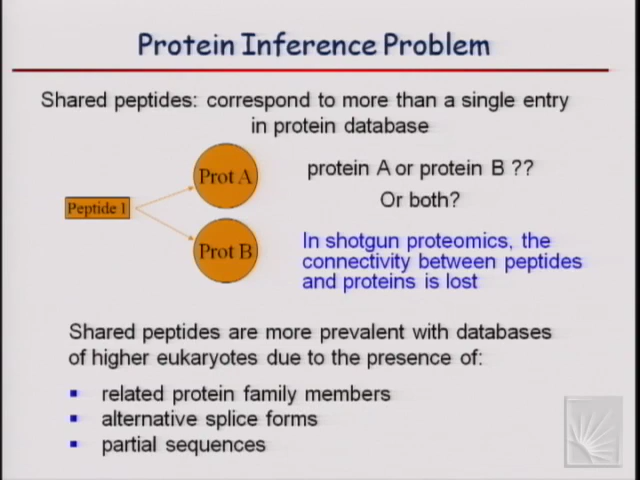 Protein Inference Problem
Shared peptides: correspond to more than a single entry
in protein database
Prot A
protein A or protein B ??
Peptide 1
Or both?
Prot B
In shotgun proteomics, the
connectivity between peptides
and proteins is lost
Shared peptides are more prevalent with databases
of higher eukaryotes due to the presence of:
related protein family members
alternative splice forms
partial sequences